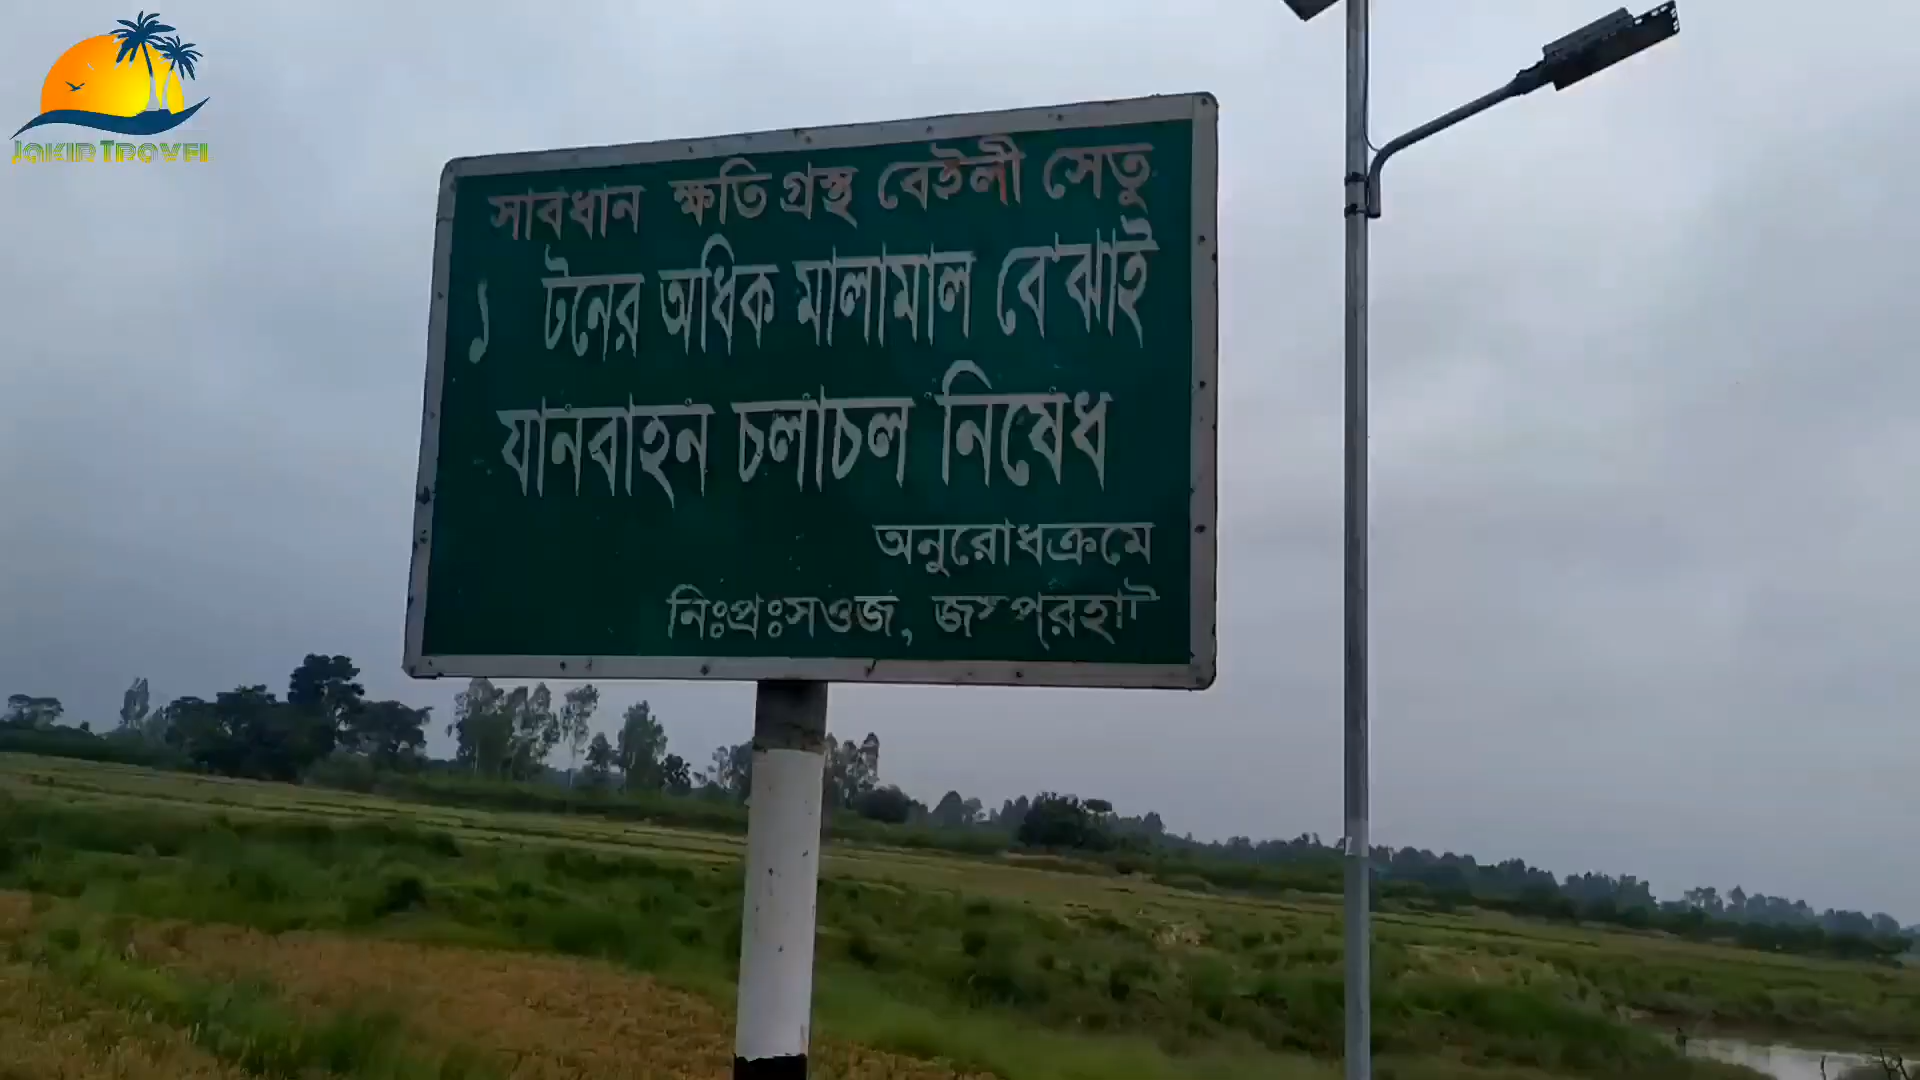 JAKIR TRAVEL
সাবধান ক্ষতি গ্রস্থ বেইলী সেতু
১ টনের অধিক মালামাল বে ঝাই
যানবাহন চলাচল নিষেধ
অনুরোধক্রমে
নিঃপ্রঃসওজ,